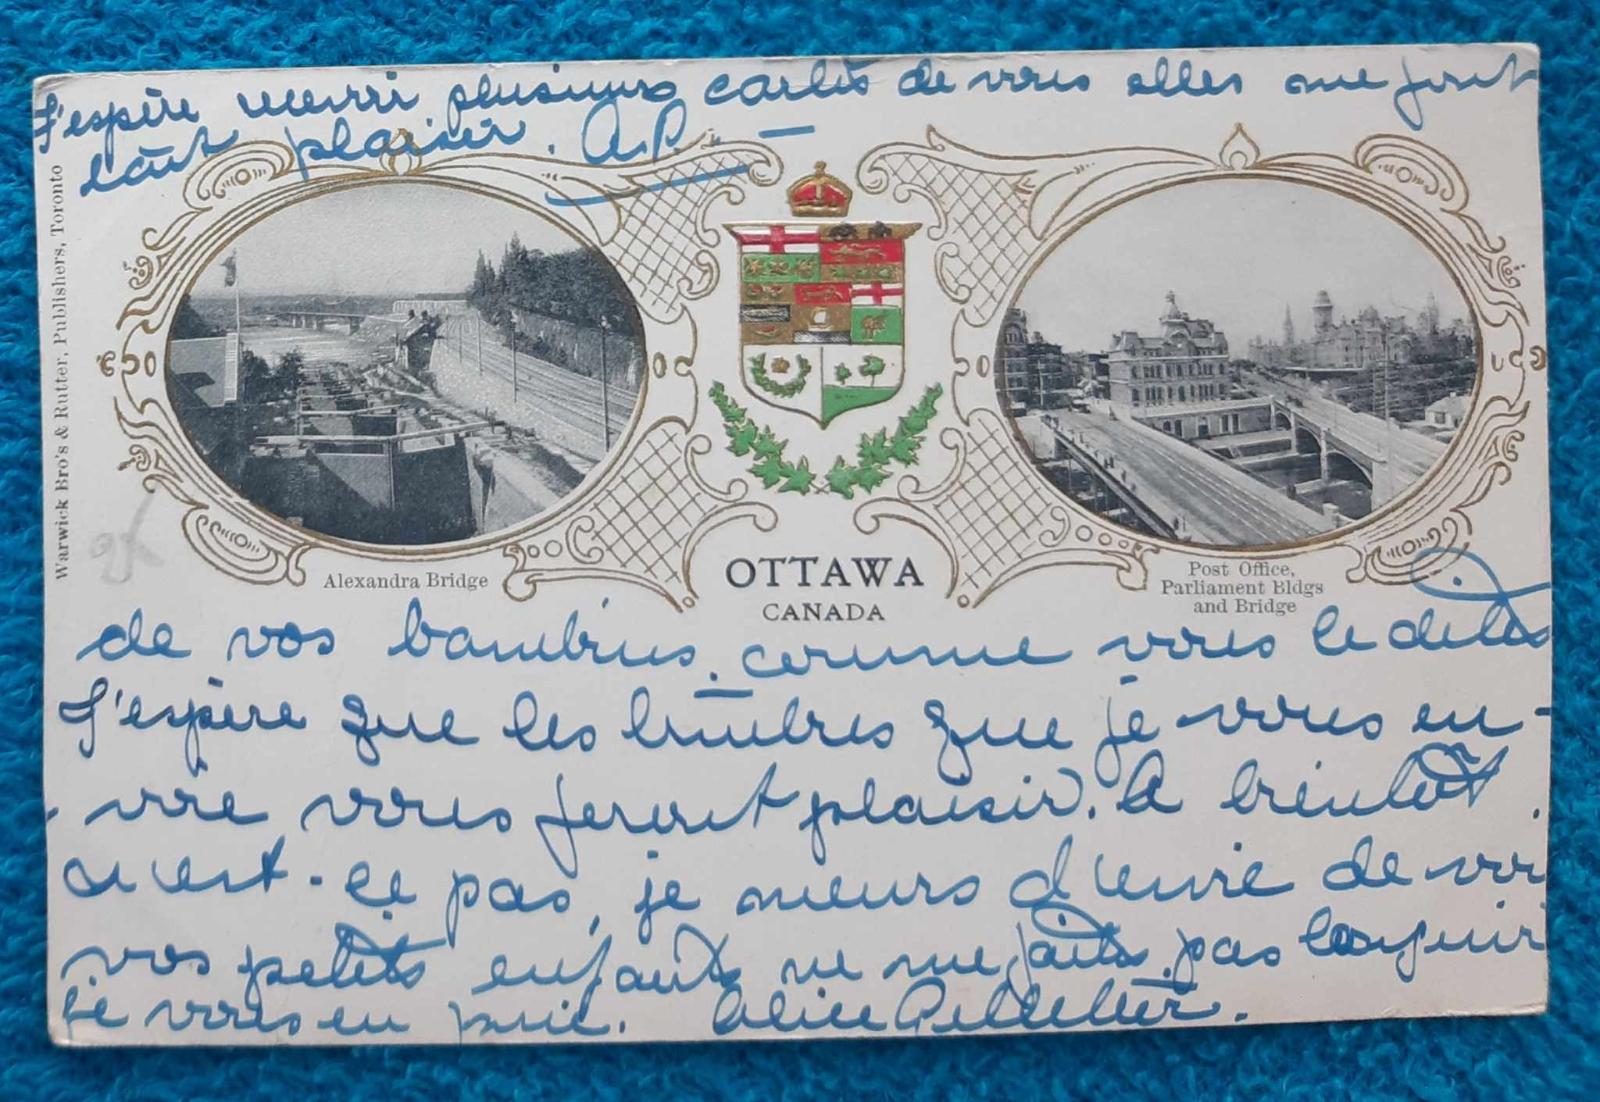 J'espère recevoir plusieurs cartes de vous elles me font
tant plaisir. A.P.
Warwick Bro's & Rutter, Publishers, Toronto
Alexandra Bridge
OTTAWA
CANADA
Post Office,
Parliament Bldgs
and Bridge
de vos bambins. comme vous le dites
J'espère que les timbres que je vous en-
voie vous feront plaisir. A bientôt
n'est-ce pas, je meurs d'envie de voir
vos petits enfants ne me faites pas languir
je vous en prie. Alice Pelletier.